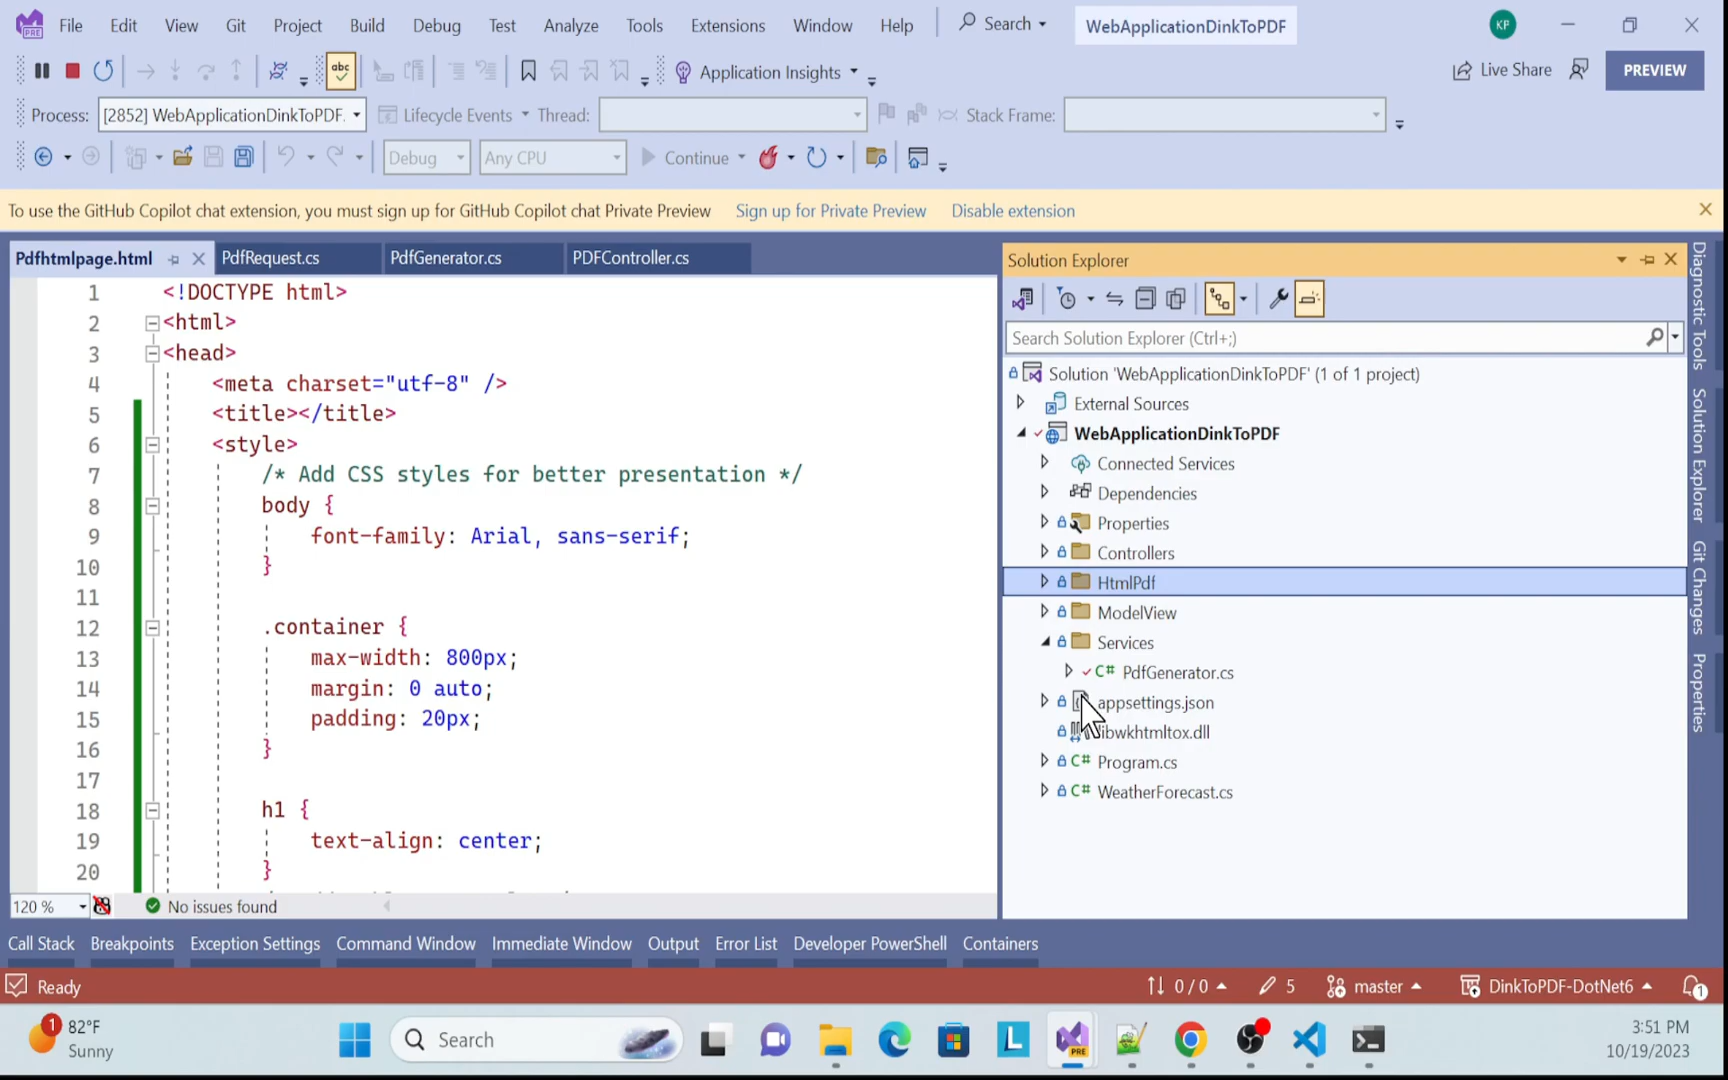 File Edit View Git Project Build Debug Test Analyze Tools Extensions Window Help Search WebApplicationDinkToPDF KP
PRE
abc Application Insights Live Share PREVIEW
Process: [2852] WebApplicationDinkToPDF. Lifecycle Events Thread: Stack Frame:
Debug Any CPU Continue
To use the GitHub Copilot chat extension, you must sign up for GitHub Copilot chat Private Preview Sign up for Private Preview Disable extension
Pdfhtmlpage.html PdfRequest.cs PdfGenerator.cs PDFController.cs
1 <!DOCTYPE html>
2 <html>
3 <head>
4 <meta charset="utf-8" />
5 <title></title>
6 <style>
7 /* Add CSS styles for better presentation */
8 body {
9 font-family: Arial, sans-serif;
10 }
11
12 .container {
13 max-width: 800px;
14 margin: 0 auto;
15 padding: 20px;
16 }
17
18 h1 {
19 text-align: center;
20 }
120 % No issues found
Solution Explorer
Search Solution Explorer (Ctrl+;)
Solution 'WebApplicationDinkToPDF' (1 of 1 project)
External Sources
WebApplicationDinkToPDF
Connected Services
Dependencies
Properties
Controllers
HtmlPdf
ModelView
Services
C# PdfGenerator.cs
appsettings.json
libwkhtmltox.dll
C# Program.cs
C# WeatherForecast.cs
Diagnostic Tools
Solution Explorer
Git Changes
Properties
Call Stack Breakpoints Exception Settings Command Window Immediate Window Output Error List Developer PowerShell Containers
Ready 0 / 0 5 master DinkToPDF-DotNet6 1
1 82°F
Sunny
Search
L
PRE
3:51 PM
10/19/2023